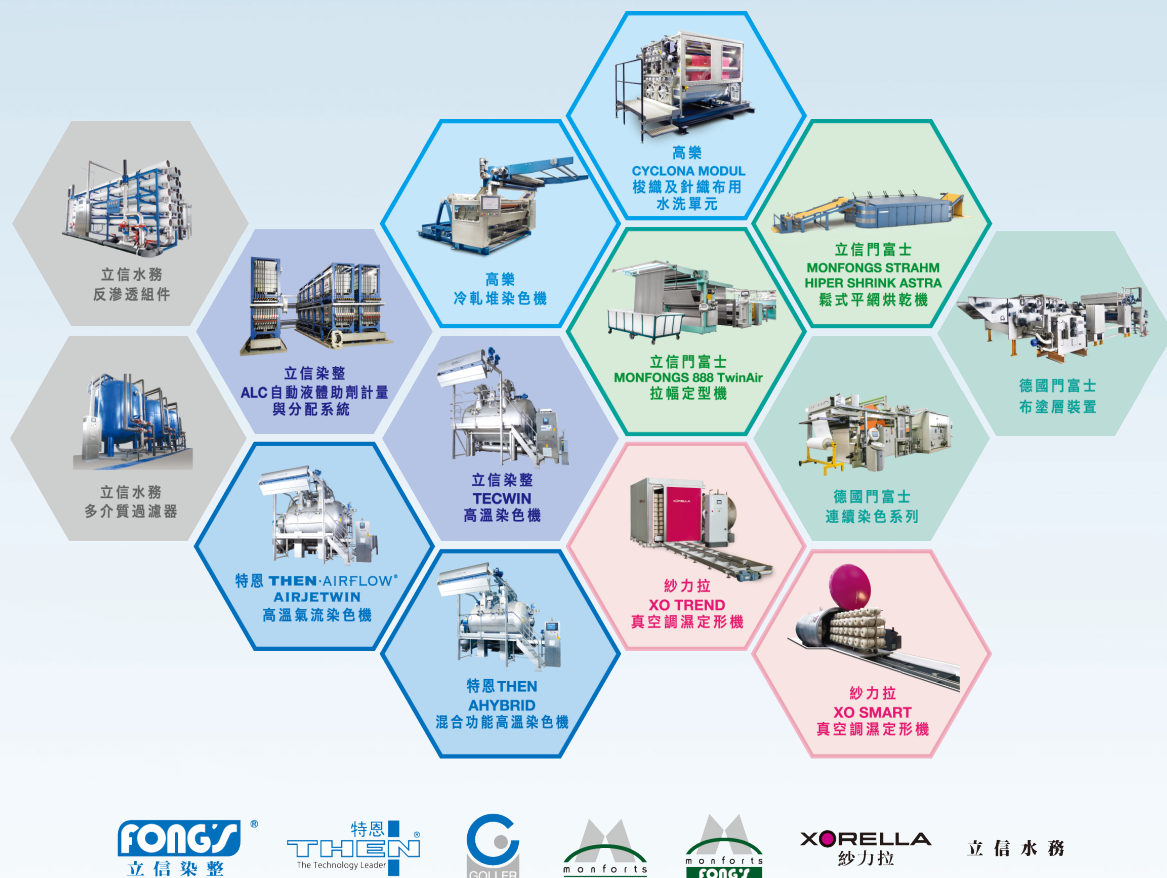 高樂
CYCLONA MODUL
梭織及針織布用
水洗單元
立信水務
反滲透組件
高樂
冷軋堆染色機
立信門富士
MONFONGS STRAHM
HIPER SHRINK ASTRA
鬆式平網烘乾機
立信染整
ALC自動液體助劑計量
與分配系統
立信門富士
MONFONGS 888 TwinAir
拉幅定型機
德國門富士
布塗層裝置
立信水務
多介質過濾器
立信染整
TECWIN
高溫染色機
德國門富士
連續染色系列
XORELLA
特恩 THEN·AIRFLOW®
AIRJETWIN
高溫氣流染色機
紗力拉
XO TREND
真空調濕定形機
特恩THEN
AHYBRID
混合功能高溫染色機
紗力拉
XO SMART
真空調濕定形機
FONG'S®
立信染整
特恩
THEN®
The Technology Leader
GOLLER
monforts
monforts
FONG'S
XORELLA
紗力拉
立信水務